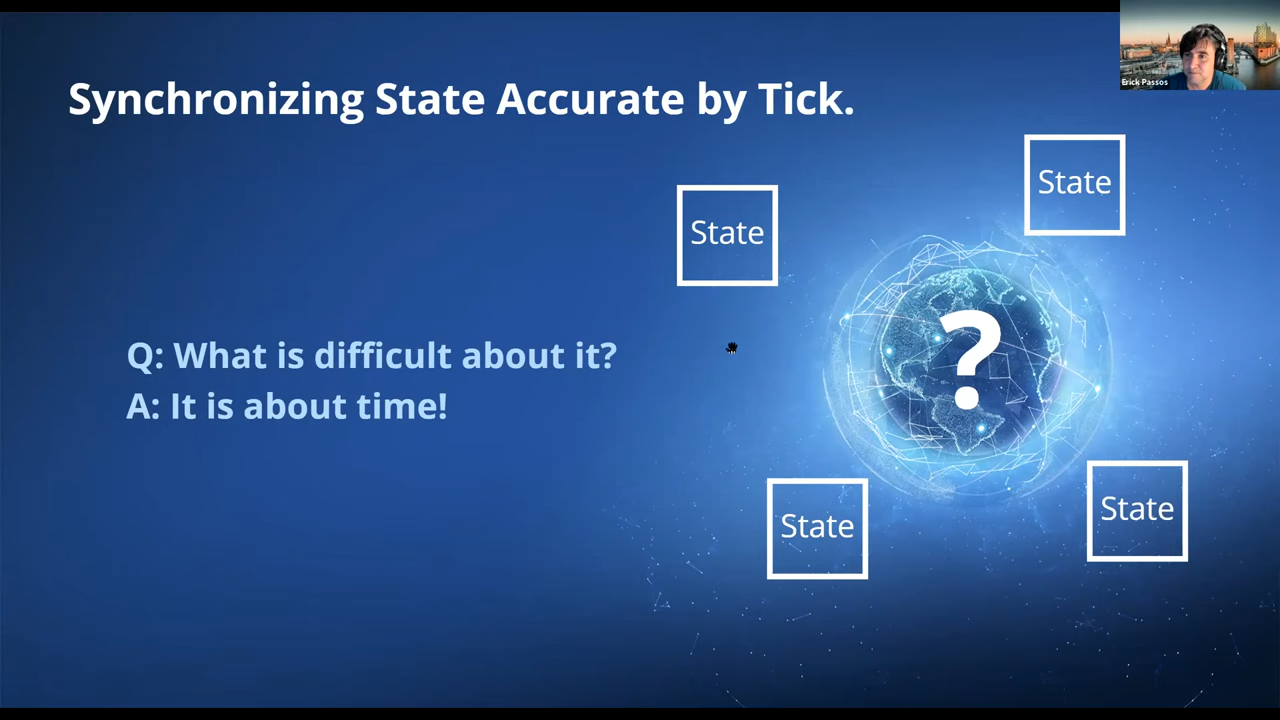 Erick Passos
Synchronizing State Accurate by Tick.
State
State
Q: What is difficult about it?
A: It is about time!
?
State
State